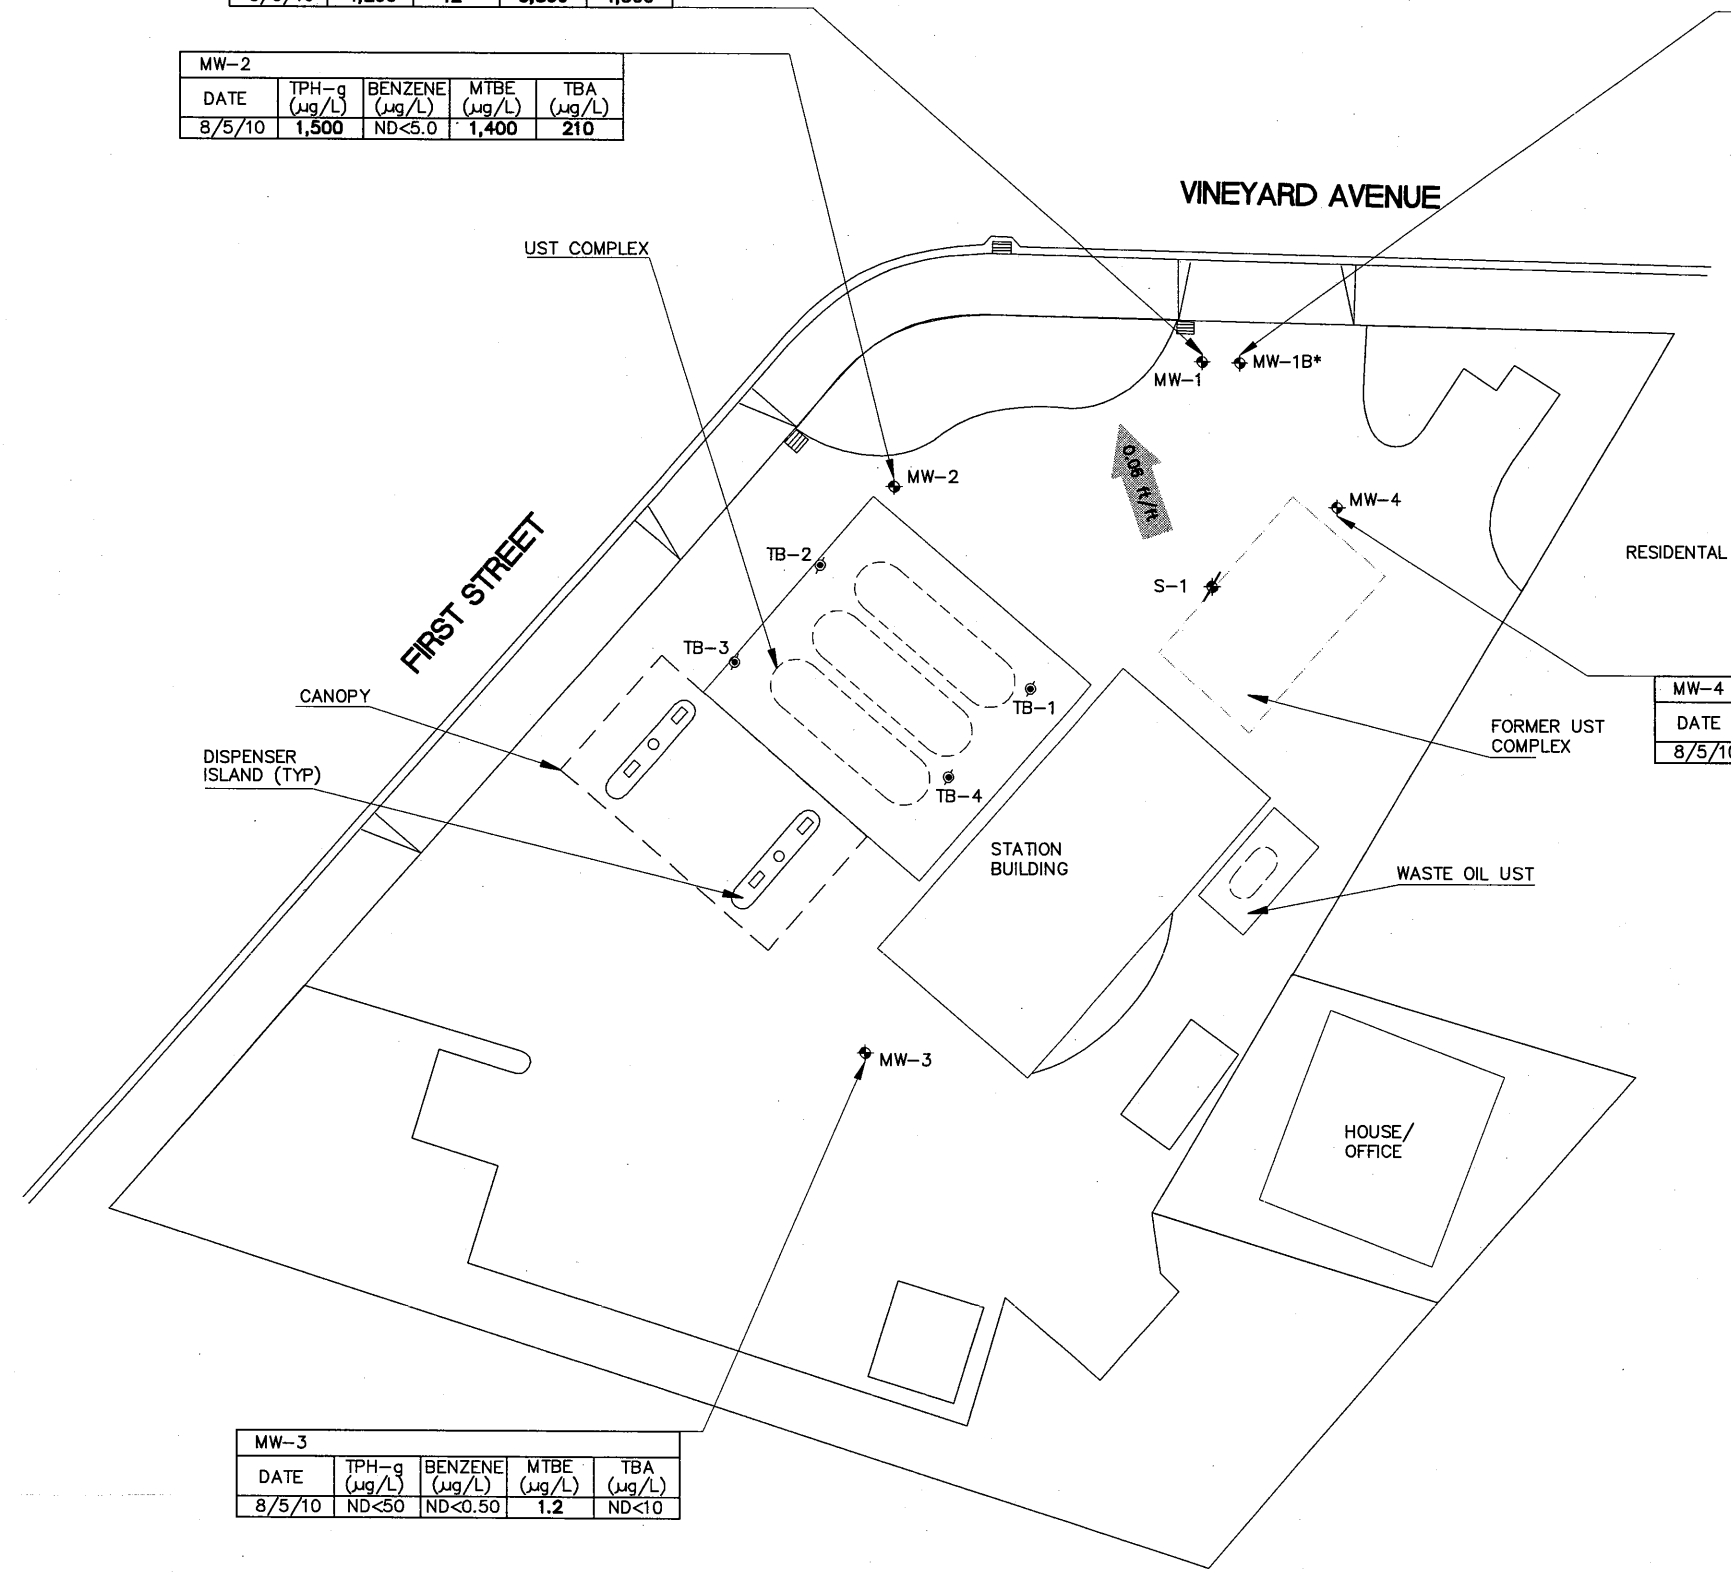 MW-2
DATE TPH-g (µg/L) BENZENE (µg/L) MTBE (µg/L) TBA (µg/L)
8/5/10 1,500 ND<5.0 1,400 210
VINEYARD AVENUE
UST COMPLEX
MW-1
MW-1B*
0.06 ft/ft
MW-2
MW-4
FIRST STREET
TB-2
RESIDENTAL
S-1
TB-3
CANOPY
TB-1
MW-4
DATE
8/5/10
FORMER UST
COMPLEX
DISPENSER
ISLAND (TYP)
TB-4
STATION
BUILDING
WASTE OIL UST
MW-3
HOUSE/
OFFICE
MW-3
DATE TPH-g (µg/L) BENZENE (µg/L) MTBE (µg/L) TBA (µg/L)
8/5/10 ND<50 ND<0.50 1.2 ND<10